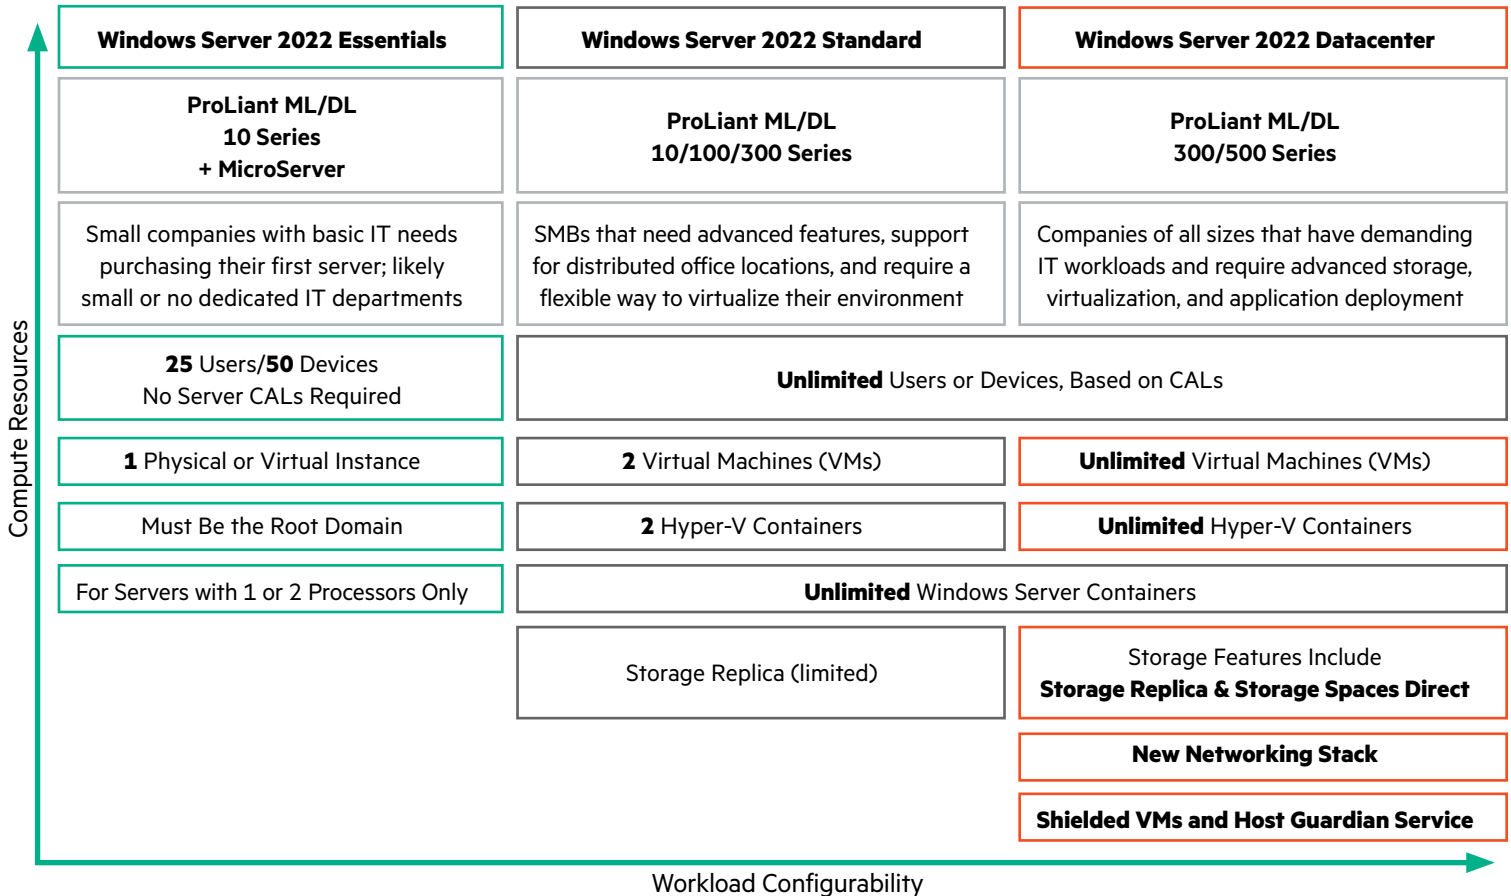 Windows Server 2022 Essentials
Windows Server 2022 Standard
Windows Server 2022 Datacenter
ProLiant ML/DL
10 Series
+ MicroServer
ProLiant ML/DL
10/100/300 Series
ProLiant ML/DL
300/500 Series
Small companies with basic IT needs
purchasing their first server; likely
small or no dedicated IT departments
SMBs that need advanced features, support
for distributed office locations, and require a
flexible way to virtualize their environment
Companies of all sizes that have demanding
IT workloads and require advanced storage,
virtualization, and application deployment
25 Users/50 Devices
No Server CALs Required
Unlimited Users or Devices, Based on CALs
1 Physical or Virtual Instance
2 Virtual Machines (VMs)
Unlimited Virtual Machines (VMs)
Must Be the Root Domain
2 Hyper-V Containers
Unlimited Hyper-V Containers
For Servers with 1 or 2 Processors Only
Unlimited Windows Server Containers
Storage Replica (limited)
Storage Features Include
Storage Replica & Storage Spaces Direct
New Networking Stack
Shielded VMs and Host Guardian Service
Compute Resources
Workload Configurability